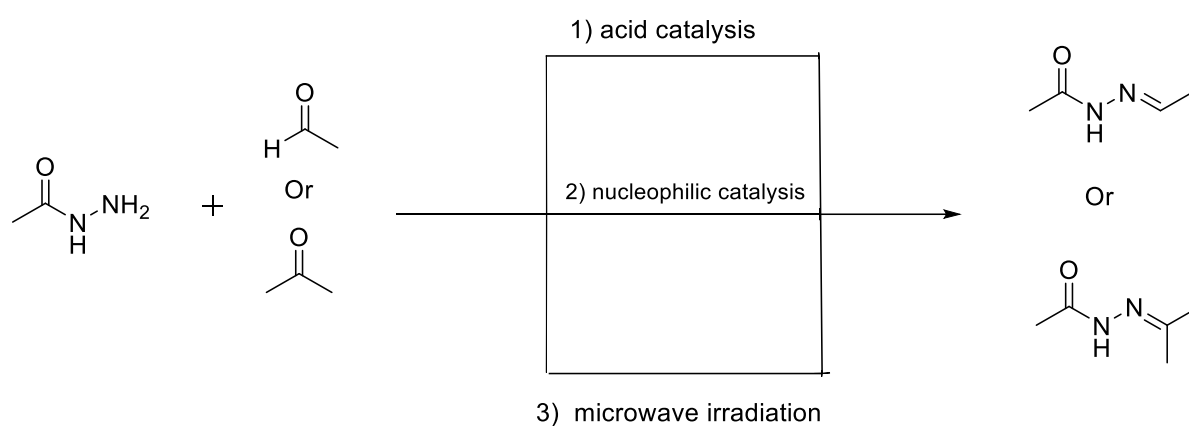 1) acid catalysis
O
H
Or
O
N
H
NH2
+
O
2) nucleophilic catalysis
3) microwave irradiation
O
N
H
N
Or
O
N
H
N